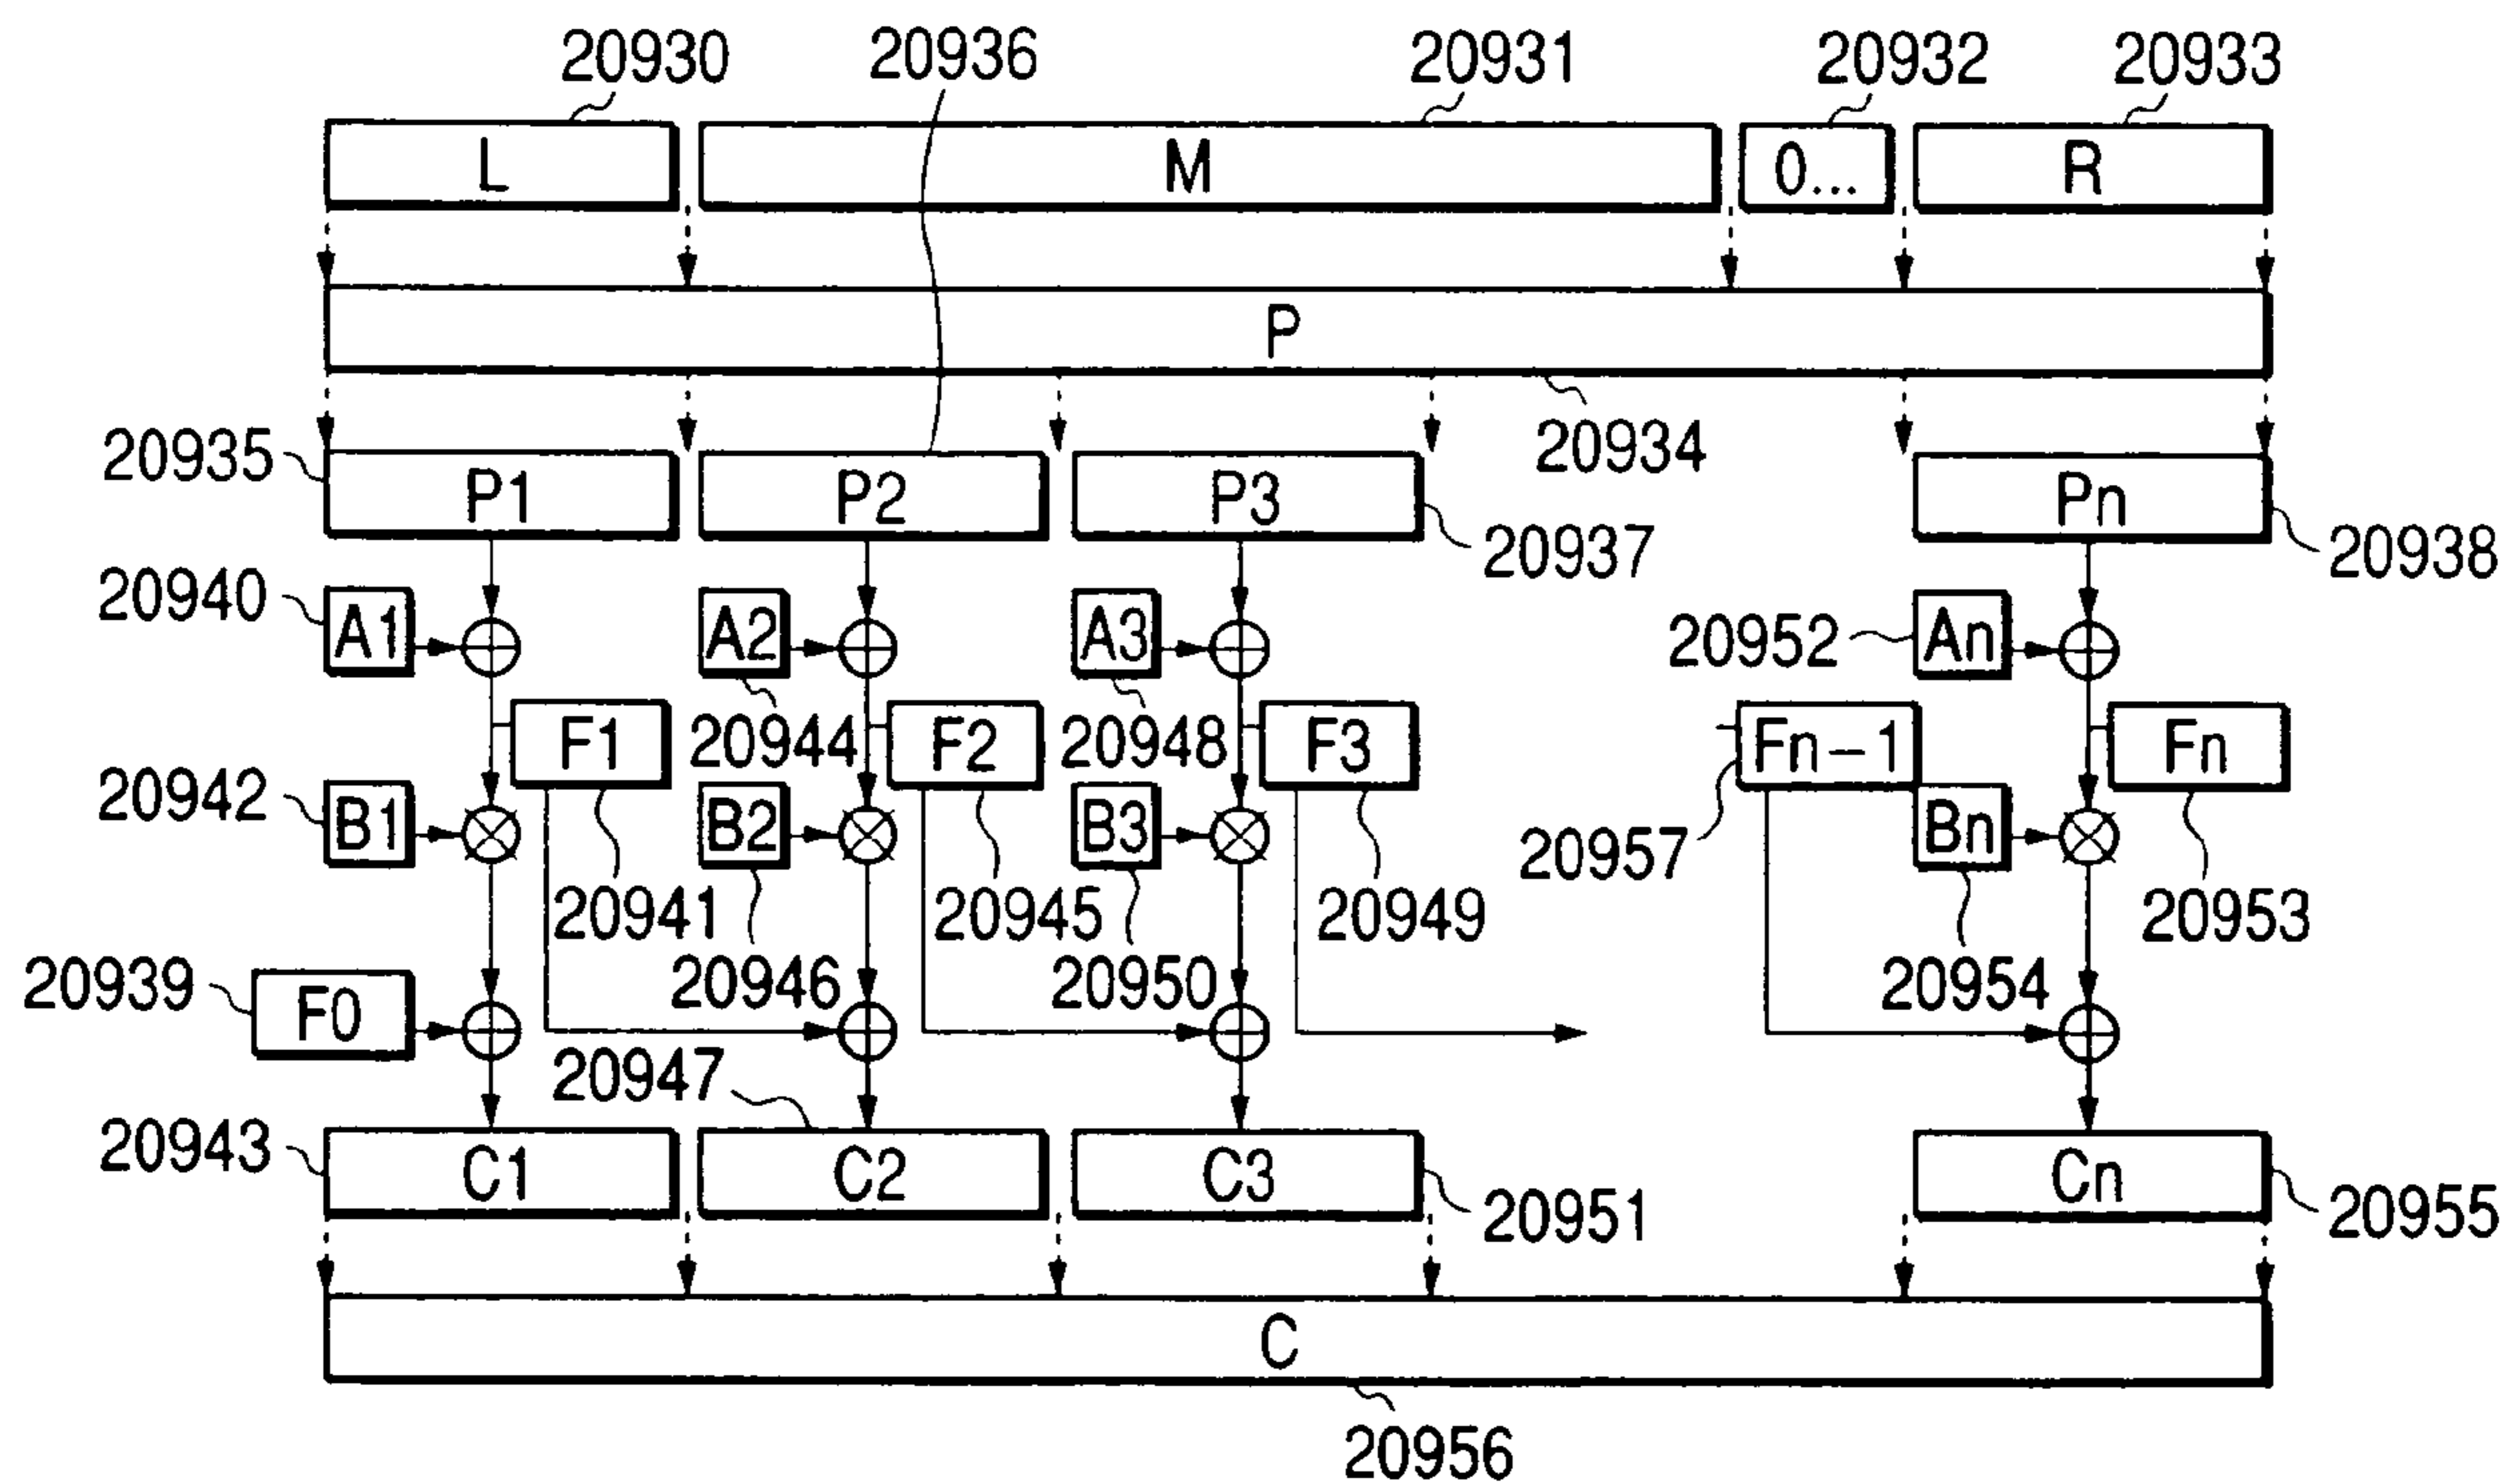 20930 20936 20931 20932 20933
L M 0... R
P
20934
20935 P1 P2 P3 20937 Pn 20938
20940 A1 A2 A3 20952 An
20944 20948
F1 F2 F3 Fn-1 Fn
20942 B1 B2 B3 20957 Bn
20941 20945 20949 20953
20946 20950 20954
20939 F0
20947
20943 C1 C2 C3 20951 Cn 20955
C
20956